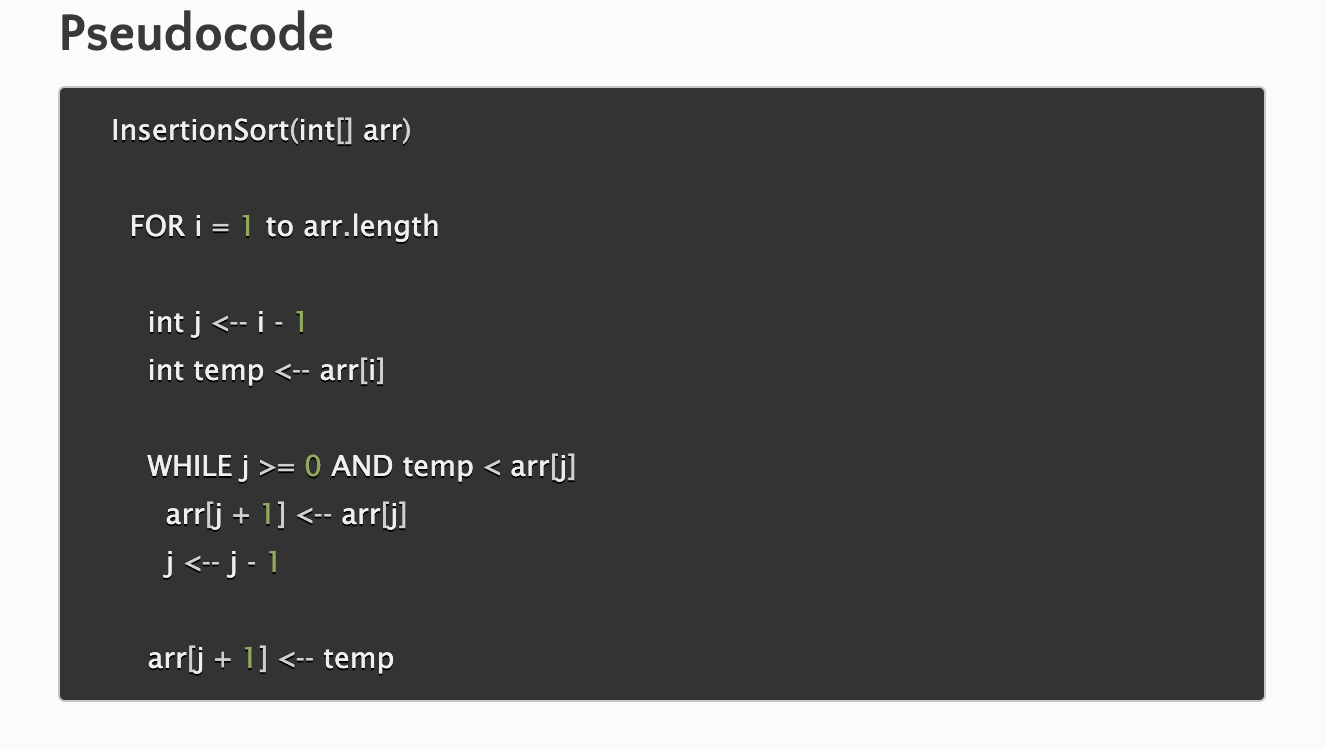 Pseudocode
InsertionSort(int[] arr)
FOR i = 1 to arr.length
int j <-- i - 1
int temp <-- arr[i]
WHILE j >= 0 AND temp < arr[j]
arr[j + 1] <-- arr[j]
j <-- j - 1
arr[j + 1] <-- temp